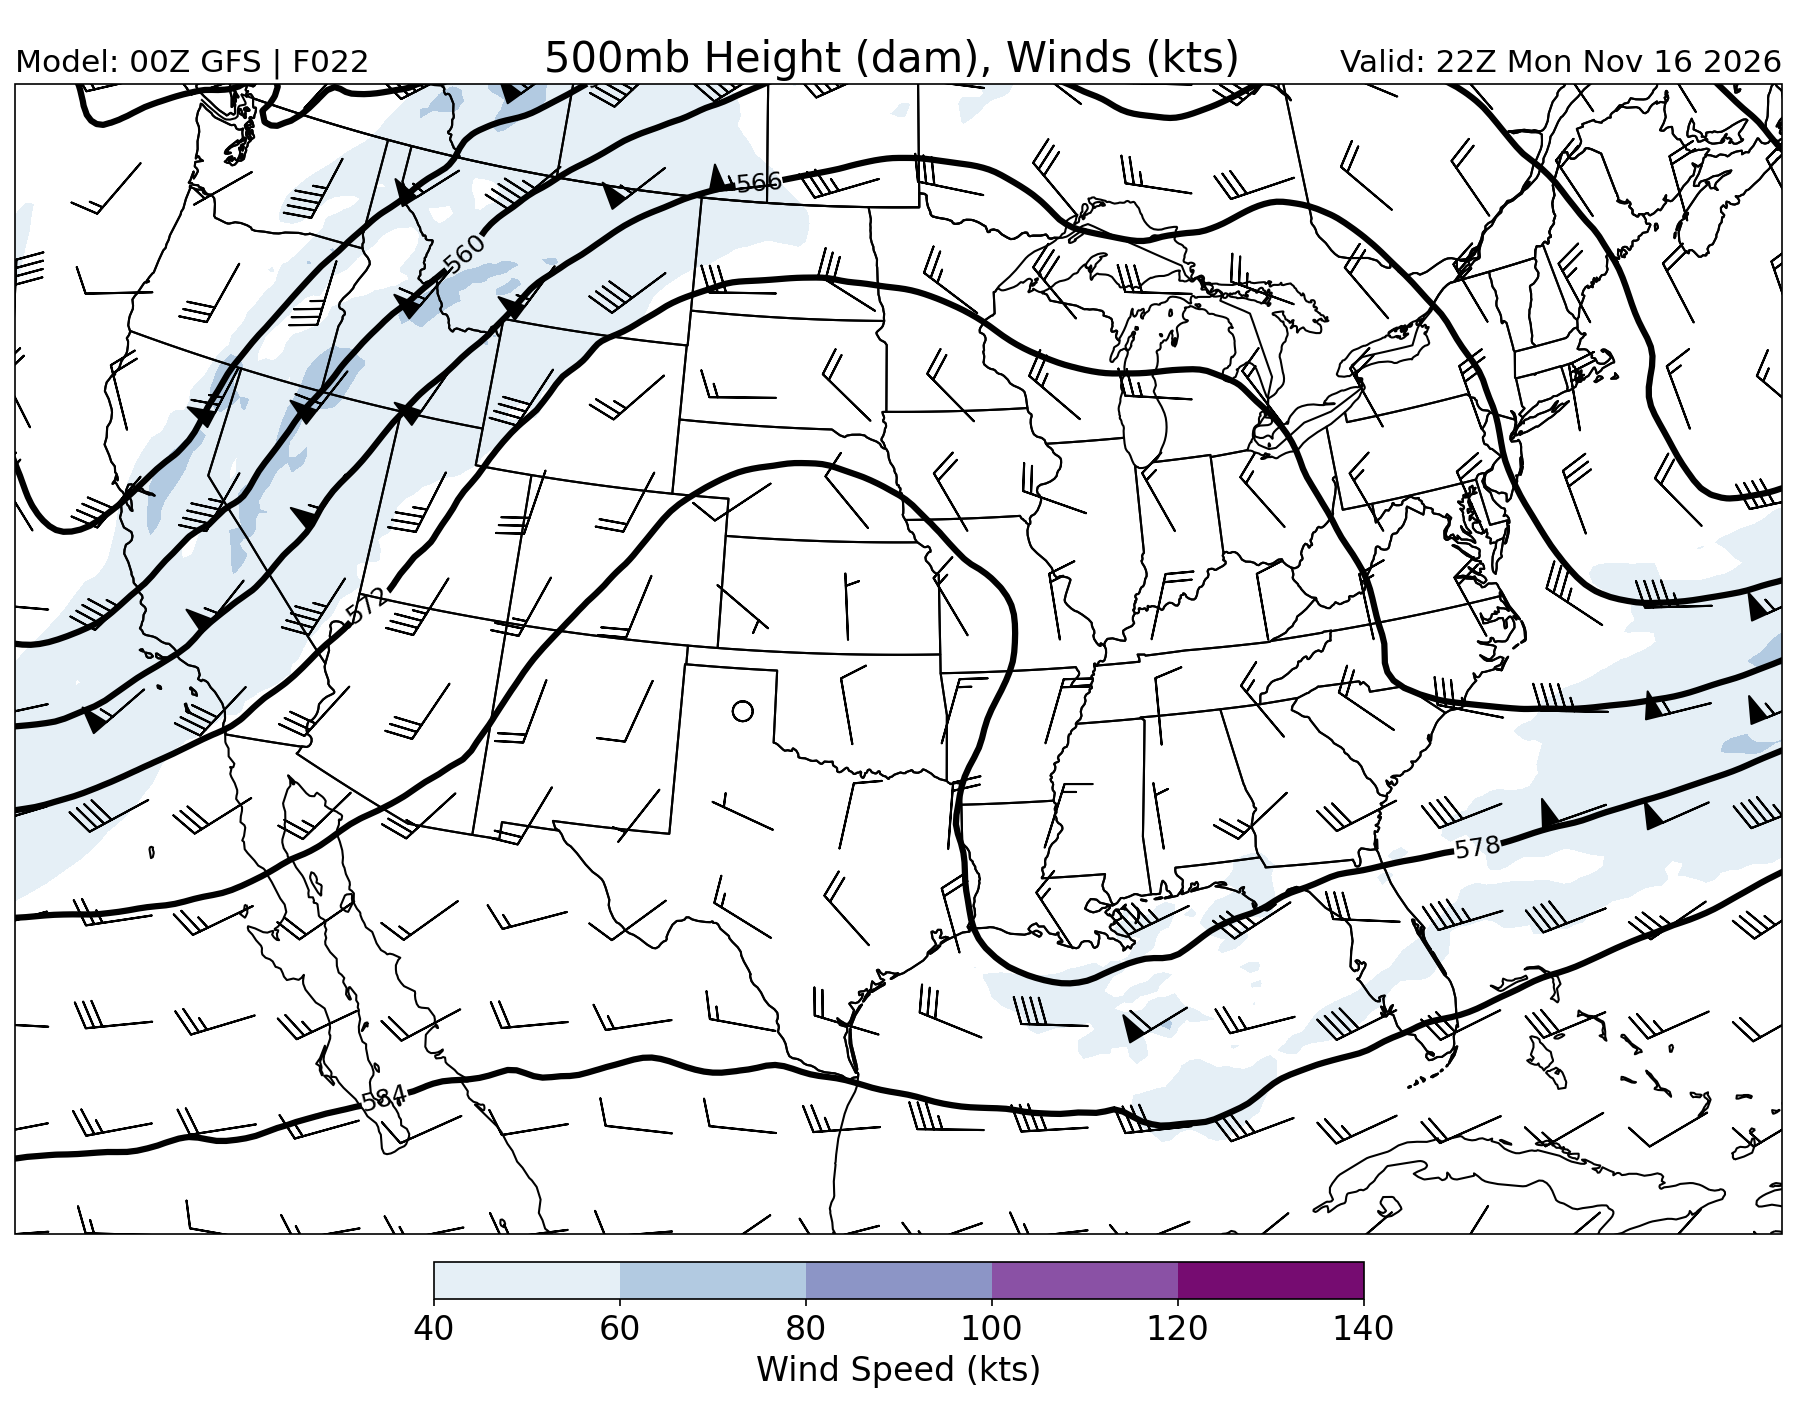 Model: 00Z GFS | F022
500mb Height (dam), Winds (kts)
Valid: 22Z Mon Nov 16 2026
566
560
572
578
584
40 60 80 100 120 140
Wind Speed (kts)